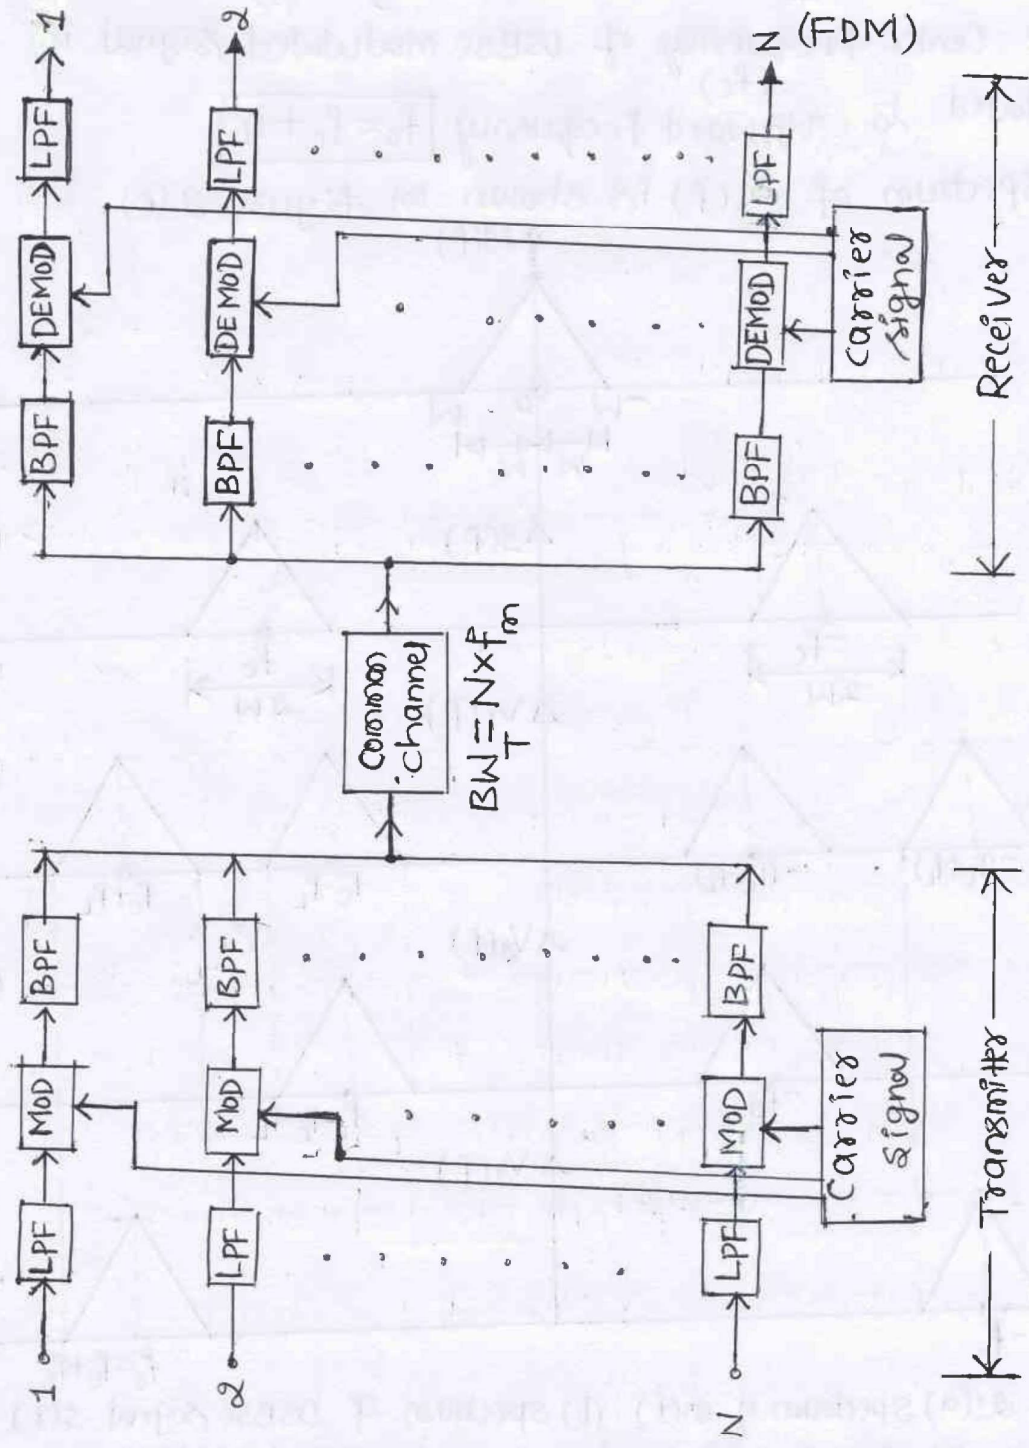 1
LPF
MOD
BPF
BPF
DEMOD
LPF
1
2
LPF
MOD
BPF
BPF
DEMOD
LPF
2
common
channel
BW_T = N x f_m
N
LPF
MOD
BPF
BPF
DEMOD
LPF
N
(FDM)
Carrier
signal
Carrier
signal
Transmitter
Receiver